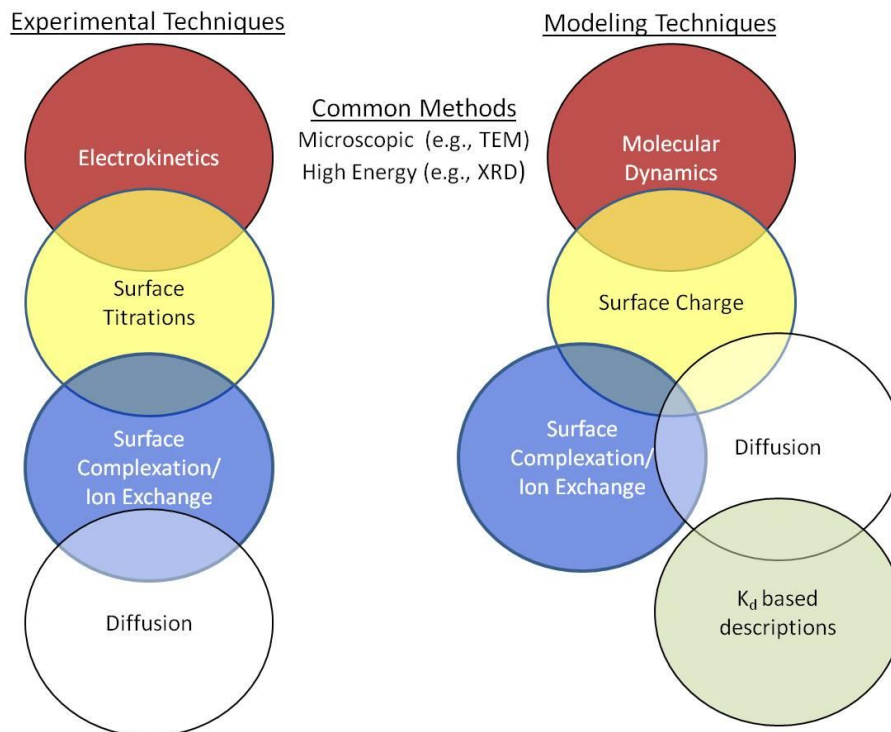 Experimental Techniques
Modeling Techniques
Common Methods
Microscopic (e.g., TEM)
High Energy (e.g., XRD)
Electrokinetics
Surface
Titrations
Surface
Complexation/
Ion Exchange
Diffusion
Molecular
Dynamics
Surface Charge
Surface
Complexation/
Ion Exchange
Diffusion
Kd based
descriptions